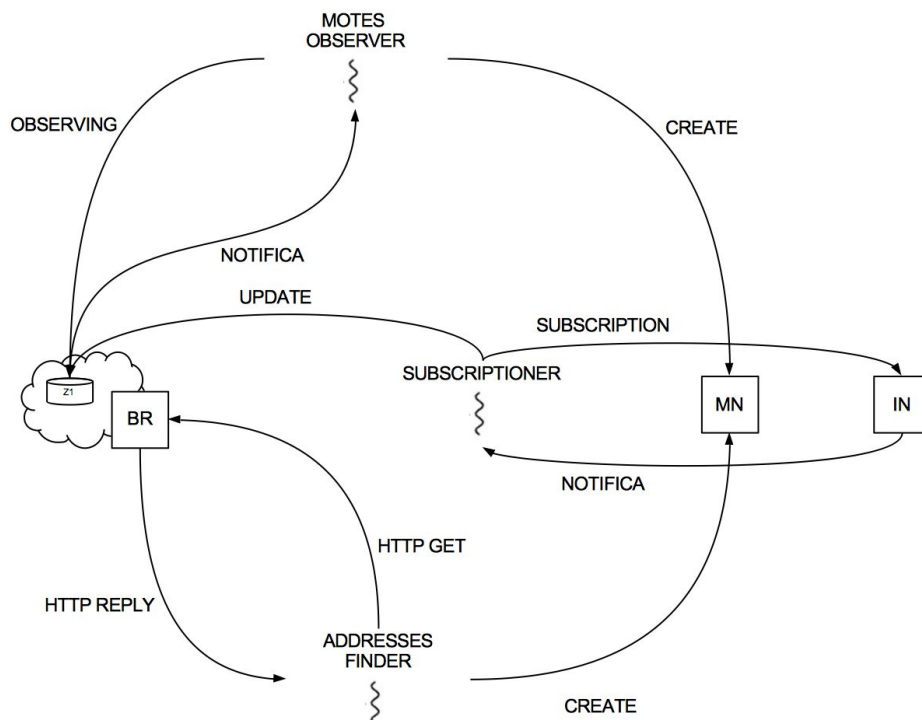 MOTES
OBSERVER
OBSERVING
CREATE
NOTIFICA
UPDATE
SUBSCRIPTION
SUBSCRIPTIONER
Z1
BR
MN
IN
NOTIFICA
HTTP GET
HTTP REPLY
ADDRESSES
FINDER
CREATE